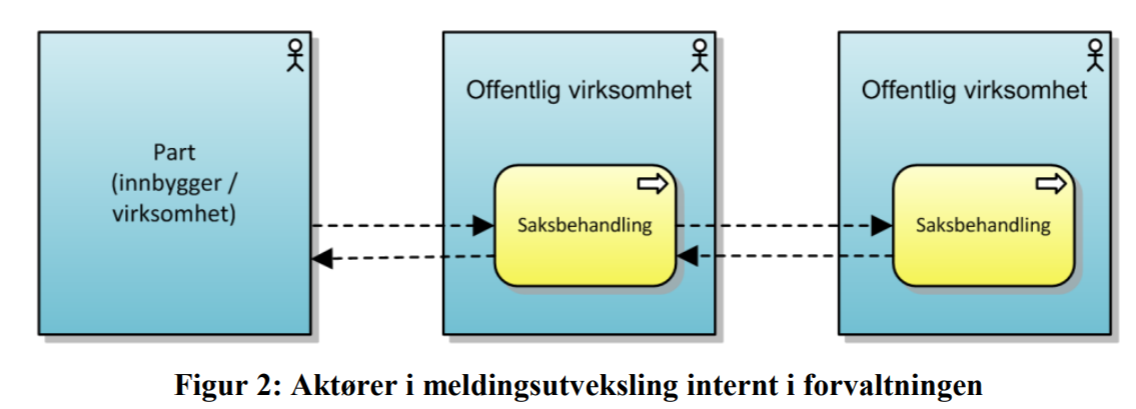 Part
(innbygger /
virksomhet)
Offentlig virksomhet
Saksbehandling
Offentlig virksomhet
Saksbehandling
Figur 2: Aktører i meldingsutveksling internt i forvaltningen